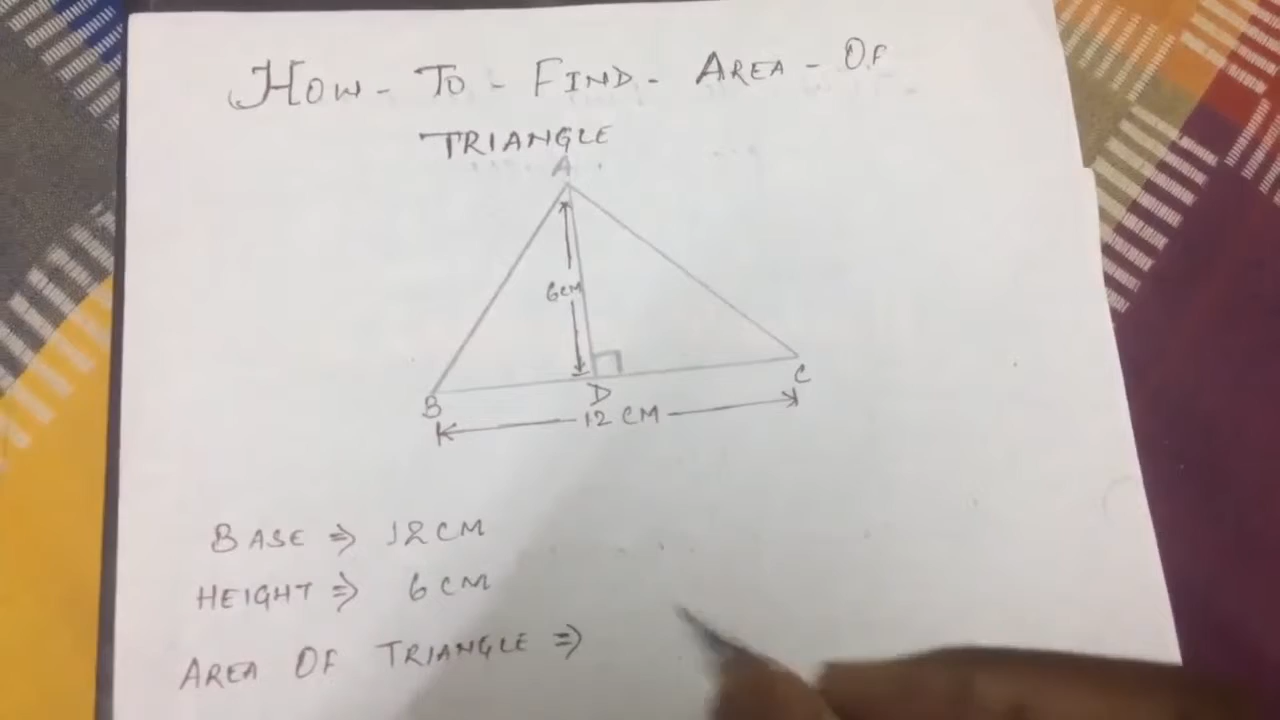 HOW - TO - FIND - AREA - OF
TRIANGLE
A
6CM
B D C
12 CM
BASE ⇒ 12CM
HEIGHT ⇒ 6CM
AREA OF TRIANGLE ⇒